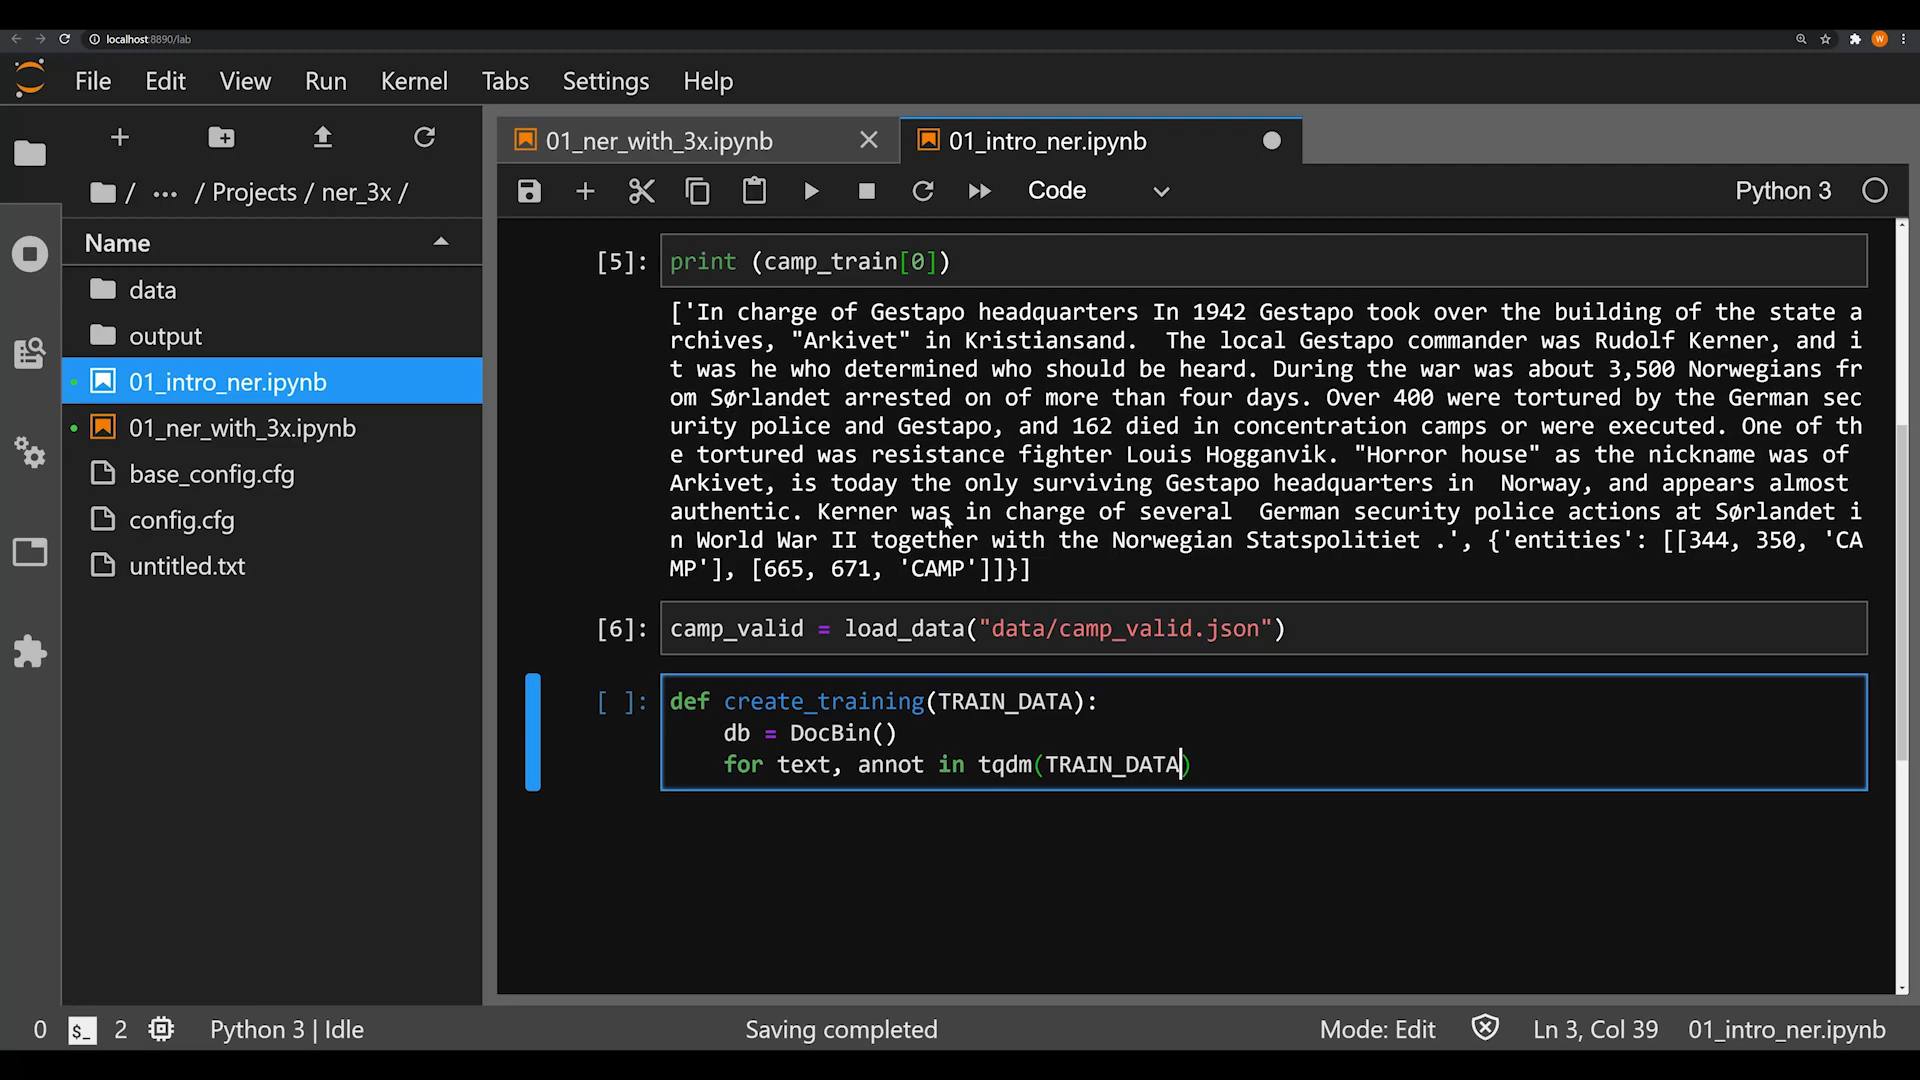 localhost:8890/lab
W
File Edit View Run Kernel Tabs Settings Help
01_ner_with_3x.ipynb
01_intro_ner.ipynb
/ ... / Projects / ner_3x /
Code
Python 3
Name
data
output
01_intro_ner.ipynb
01_ner_with_3x.ipynb
base_config.cfg
config.cfg
untitled.txt
[5]: print (camp_train[0])
['In charge of Gestapo headquarters In 1942 Gestapo took over the building of the state a
rchives, "Arkivet" in Kristiansand.  The local Gestapo commander was Rudolf Kerner, and i
t was he who determined who should be heard. During the war was about 3,500 Norwegians fr
om Sørlandet arrested on of more than four days. Over 400 were tortured by the German sec
urity police and Gestapo, and 162 died in concentration camps or were executed. One of th
e tortured was resistance fighter Louis Hogganvik. "Horror house" as the nickname was of
Arkivet, is today the only surviving Gestapo headquarters in  Norway, and appears almost
authentic. Kerner was in charge of several  German security police actions at Sørlandet i
n World War II together with the Norwegian Statspolitiet .', {'entities': [[344, 350, 'CA
MP'], [665, 671, 'CAMP']]}]
[6]: camp_valid = load_data("data/camp_valid.json")
[ ]: def create_training(TRAIN_DATA):
db = DocBin()
for text, annot in tqdm(TRAIN_DATA)
0 $_ 2 Python 3 | Idle
Saving completed
Mode: Edit
Ln 3, Col 39
01_intro_ner.ipynb